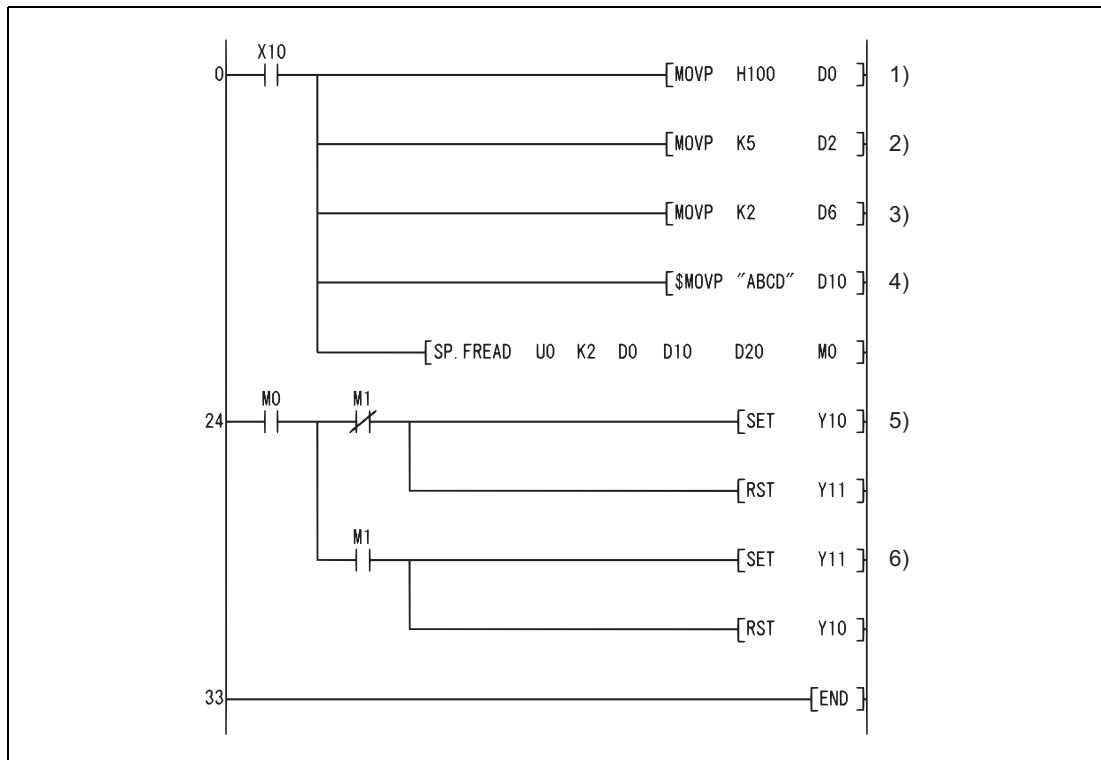 X10
0 [MOVP H100 D0] 1)
[MOVP K5 D2] 2)
[MOVP K2 D6] 3)
[$MOVP "ABCD" D10] 4)
[SP.FREAD U0 K2 D0 D10 D20 M0]
M0 M1
24 [SET Y10] 5)
[RST Y11]
M1
[SET Y11] 6)
[RST Y10]
33 [END]